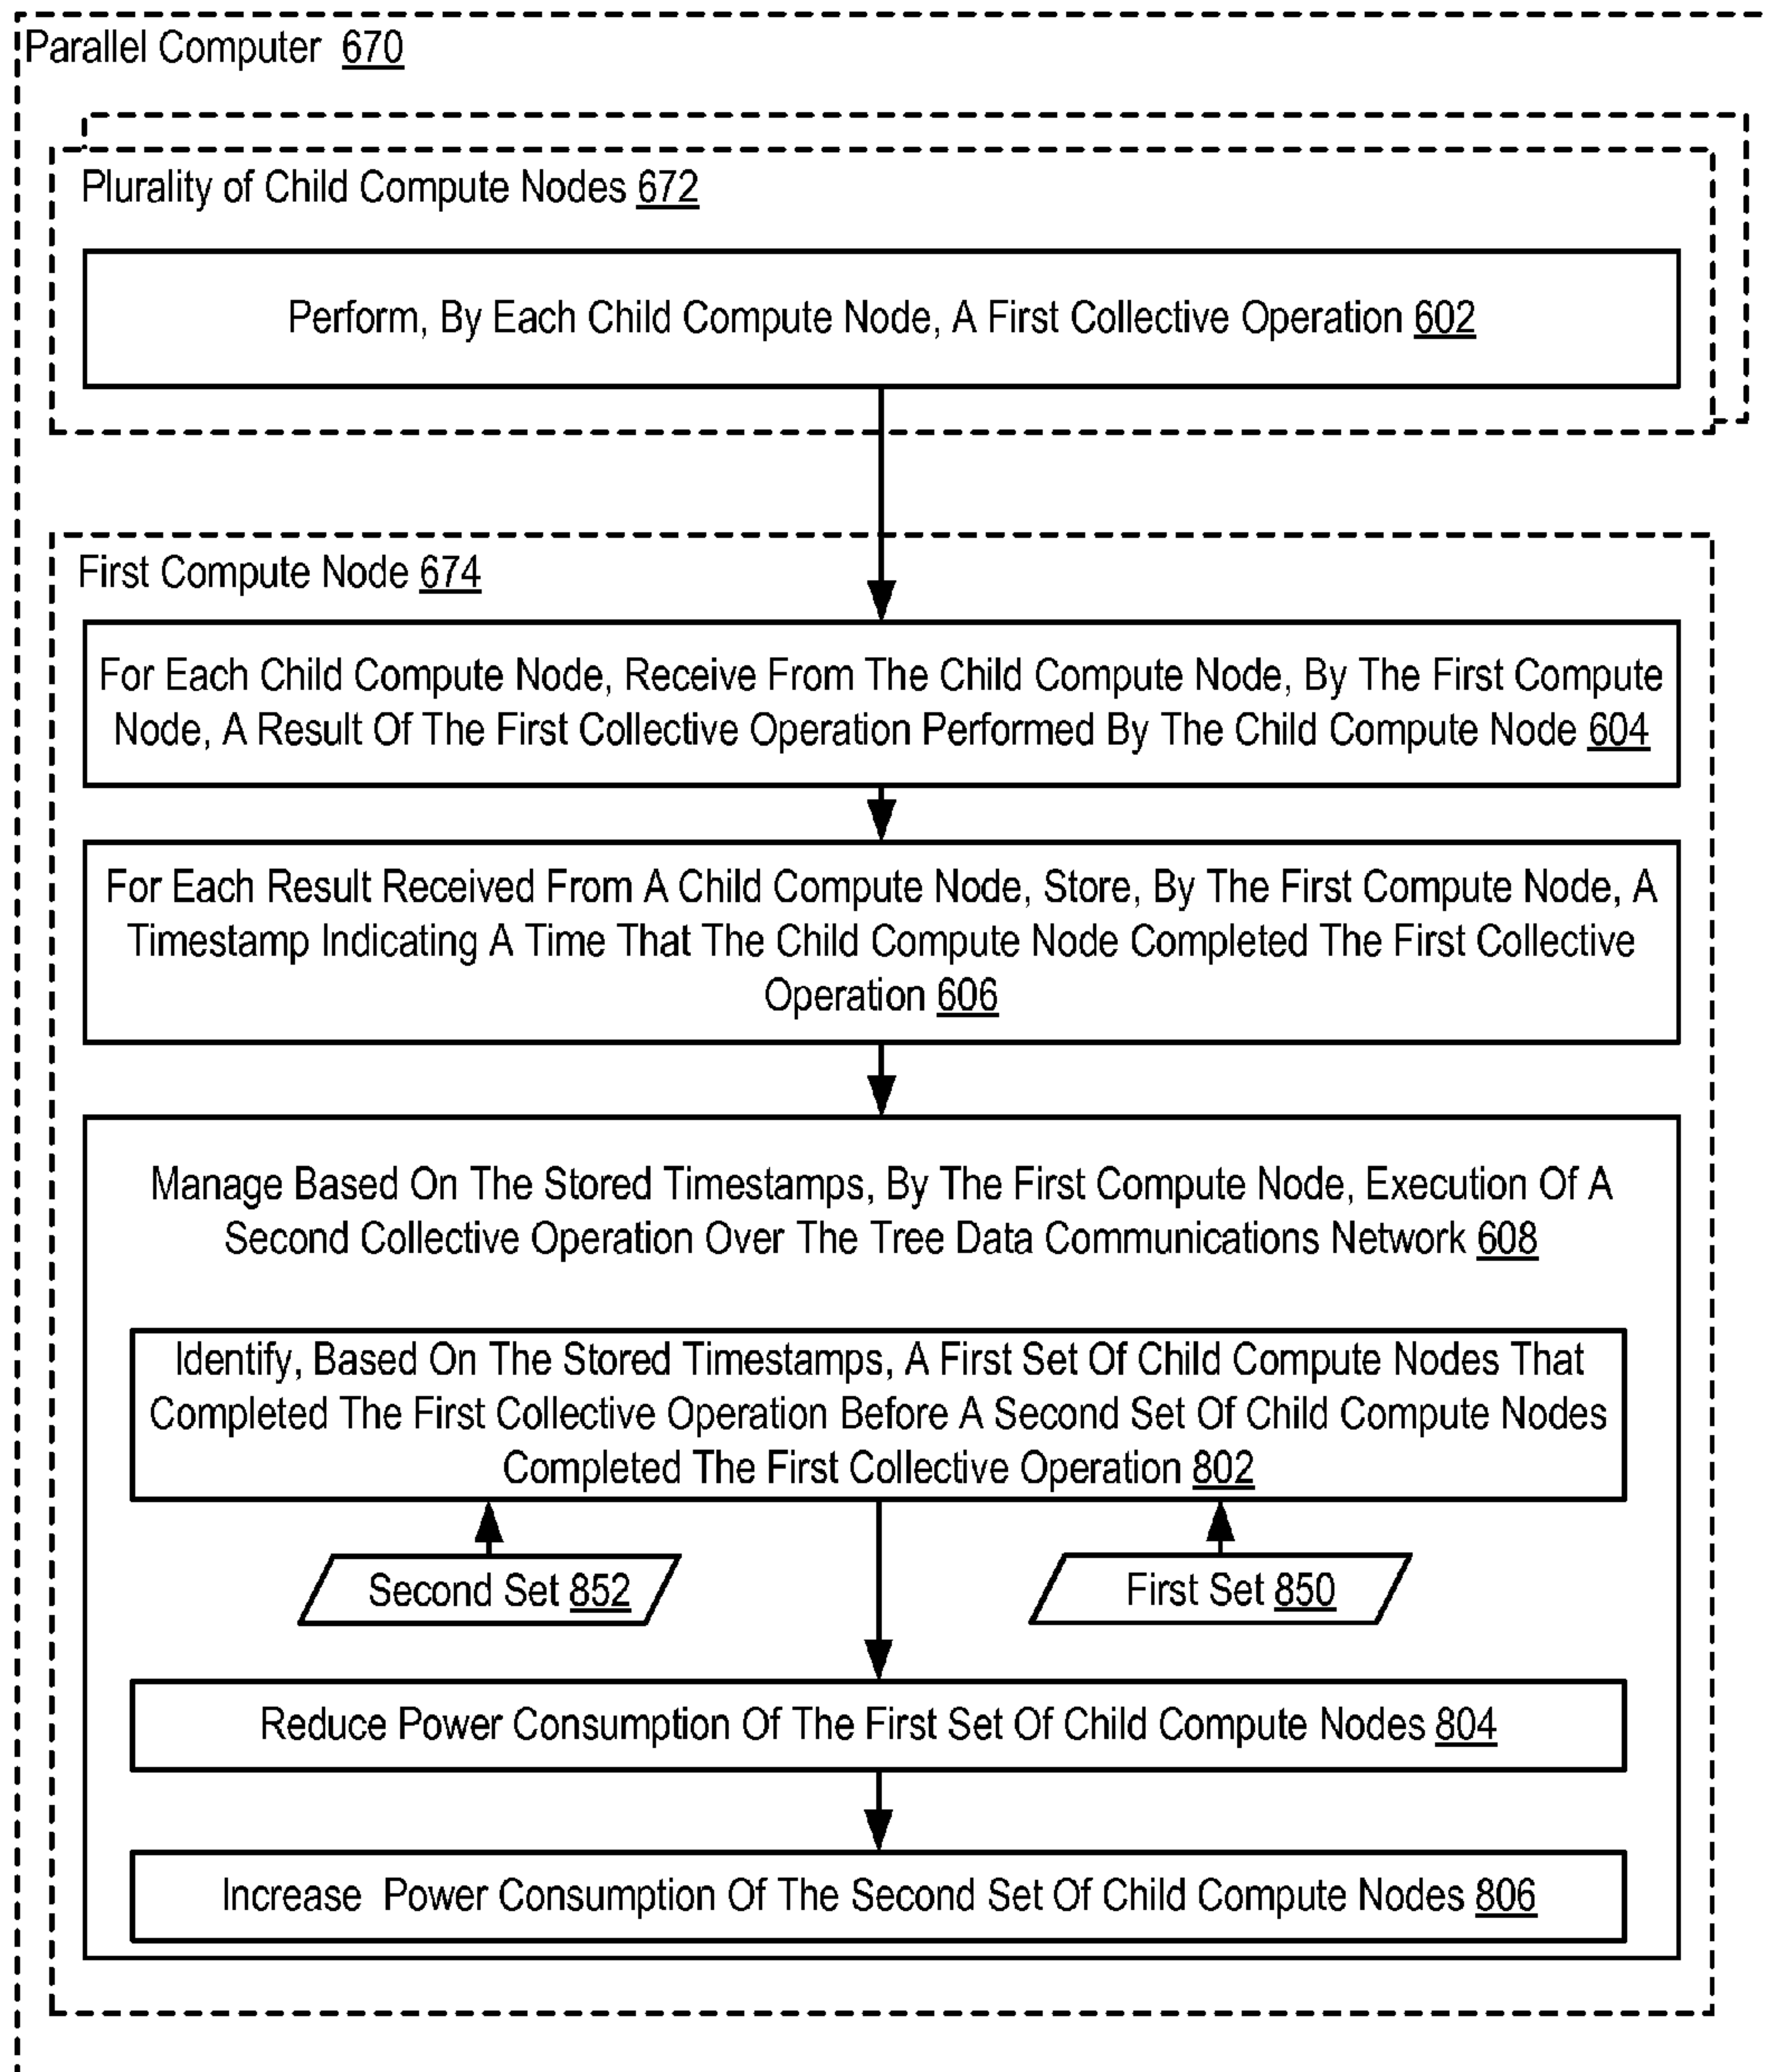 Parallel Computer 670
Plurality of Child Compute Nodes 672
Perform, By Each Child Compute Node, A First Collective Operation 602
First Compute Node 674
For Each Child Compute Node, Receive From The Child Compute Node, By The First Compute
Node, A Result Of The First Collective Operation Performed By The Child Compute Node 604
For Each Result Received From A Child Compute Node, Store, By The First Compute Node, A
Timestamp Indicating A Time That The Child Compute Node Completed The First Collective
Operation 606
Manage Based On The Stored Timestamps, By The First Compute Node, Execution Of A
Second Collective Operation Over The Tree Data Communications Network 608
Identify, Based On The Stored Timestamps, A First Set Of Child Compute Nodes That
Completed The First Collective Operation Before A Second Set Of Child Compute Nodes
Completed The First Collective Operation 802
Second Set 852
First Set 850
Reduce Power Consumption Of The First Set Of Child Compute Nodes 804
Increase Power Consumption Of The Second Set Of Child Compute Nodes 806